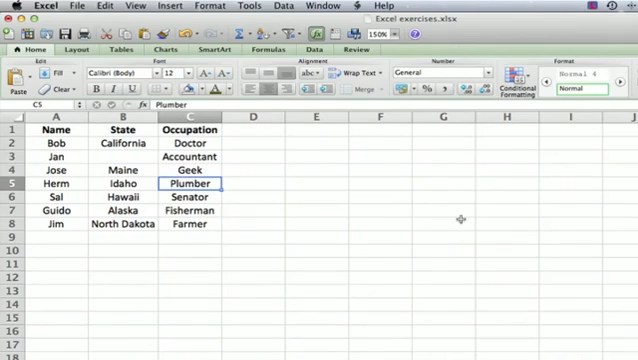 Excel File Edit View Insert Format Tools Data Window Help
Excel exercises.xlsx
150%
Home Layout Tables Charts SmartArt Formulas Data Review
Edit Font Alignment Number Format
Fill Calibri (Body) 12 abc Wrap Text General Normal 4
Paste Clear B I U Merge % Conditional Formatting Normal
C5 fx Plumber
A B C D E F G H I J
1 Name State Occupation
2 Bob California Doctor
3 Jan Accountant
4 Jose Maine Geek
5 Herm Idaho Plumber
6 Sal Hawaii Senator
7 Guido Alaska Fisherman
8 Jim North Dakota Farmer
9
10
11
12
13
14
15
16
17
18